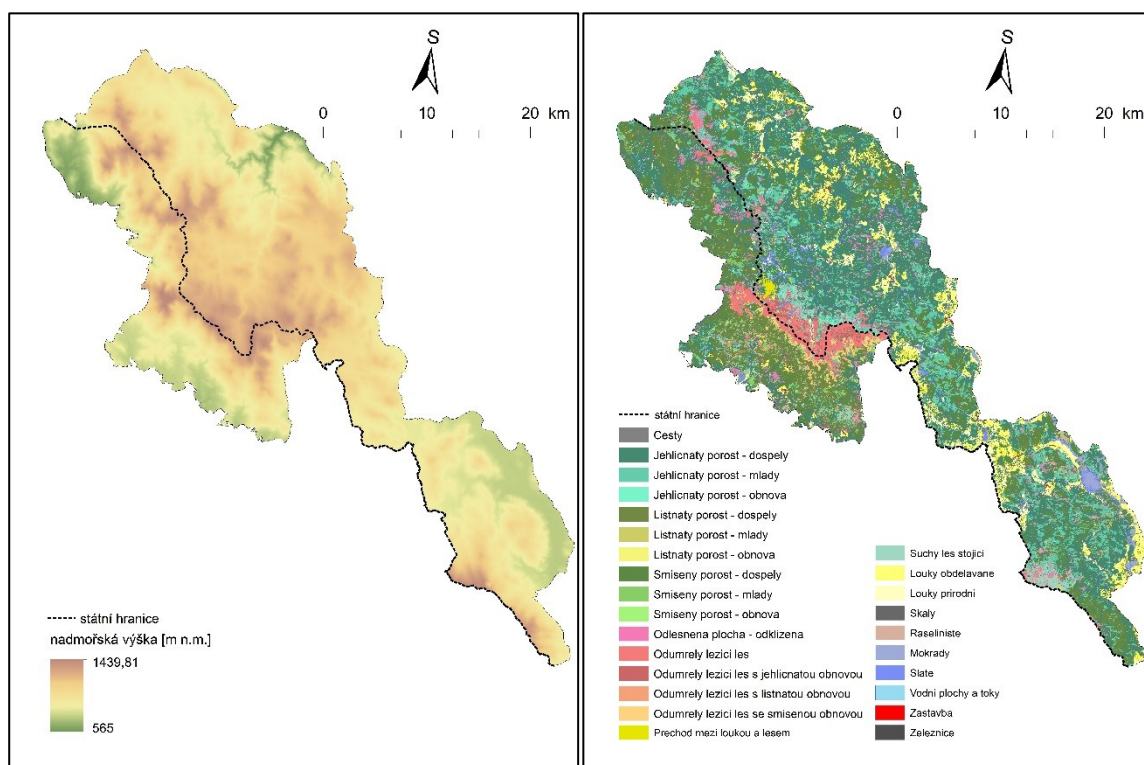 S
0 10 20 km
státní hranice
nadmořská výška [m n.m.]
1439,81
565
S
0 10 20 km
státní hranice
Cesty
Jehlicnaty porost - dospely
Jehlicnaty porost - mlady
Jehlicnaty porost - obnova
Listnaty porost - dospely
Listnaty porost - mlady
Listnaty porost - obnova
Smiseny porost - dospely
Smiseny porost - mlady
Smiseny porost - obnova
Odlesnena plocha - odklizena
Odumrely lezici les
Odumrely lezici les s jehlicnatou obnovou
Odumrely lezici les s listnatou obnovou
Odumrely lezici les se smisenou obnovou
Prechod mezi loukou a lesem
Suchy les stojici
Louky obdelavane
Louky prirodni
Skaly
Raseliniste
Mokrady
Slate
Vodni plochy a toky
Zastavba
Zeleznice